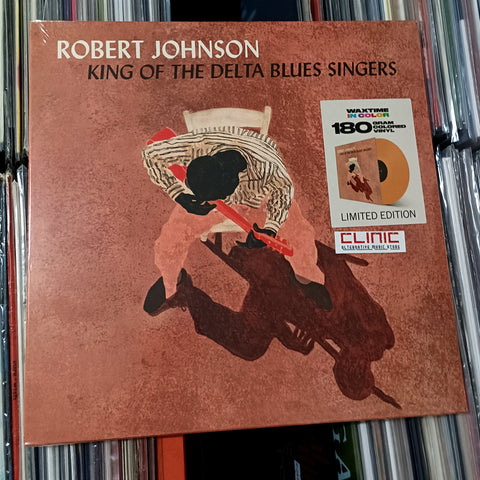 ROBERT JOHNSON
KING OF THE DELTA BLUES SINGERS
WAXTIME
IN COLOR
180 GRAM
COLORED
VINYL
LIMITED EDITION
CLINIC
ALTERNATIVE MUSIC STORE